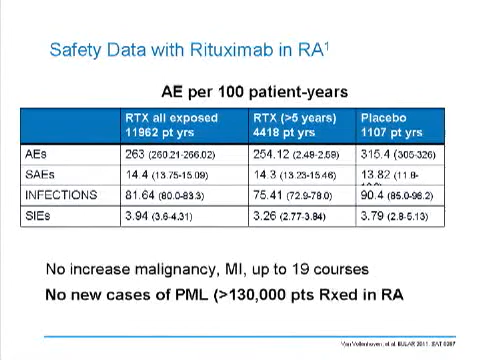 Safety Data with Rituximab in RA1
AE per 100 patient-years
RTX all exposed 11962 pt yrs RTX (>5 years) 4418 pt yrs Placebo 1107 pt yrs
AEs 263 (260.21-266.02) 254.12 (2.49-2.59) 315.4 (305-326)
SAEs 14.4 (13.75-15.09) 14.3 (13.23-15.46) 13.82 (11.8-
INFECTIONS 81.64 (80.0-83.3) 75.41 (72.9-78.0) 90.4 (85.0-96.2)
SIEs 3.94 (3.6-4.31) 3.26 (2.77-3.84) 3.79 (2.8-5.13)
No increase malignancy, MI, up to 19 courses
No new cases of PML (>130,000 pts Rxed in RA
et al. EULAR 2011,